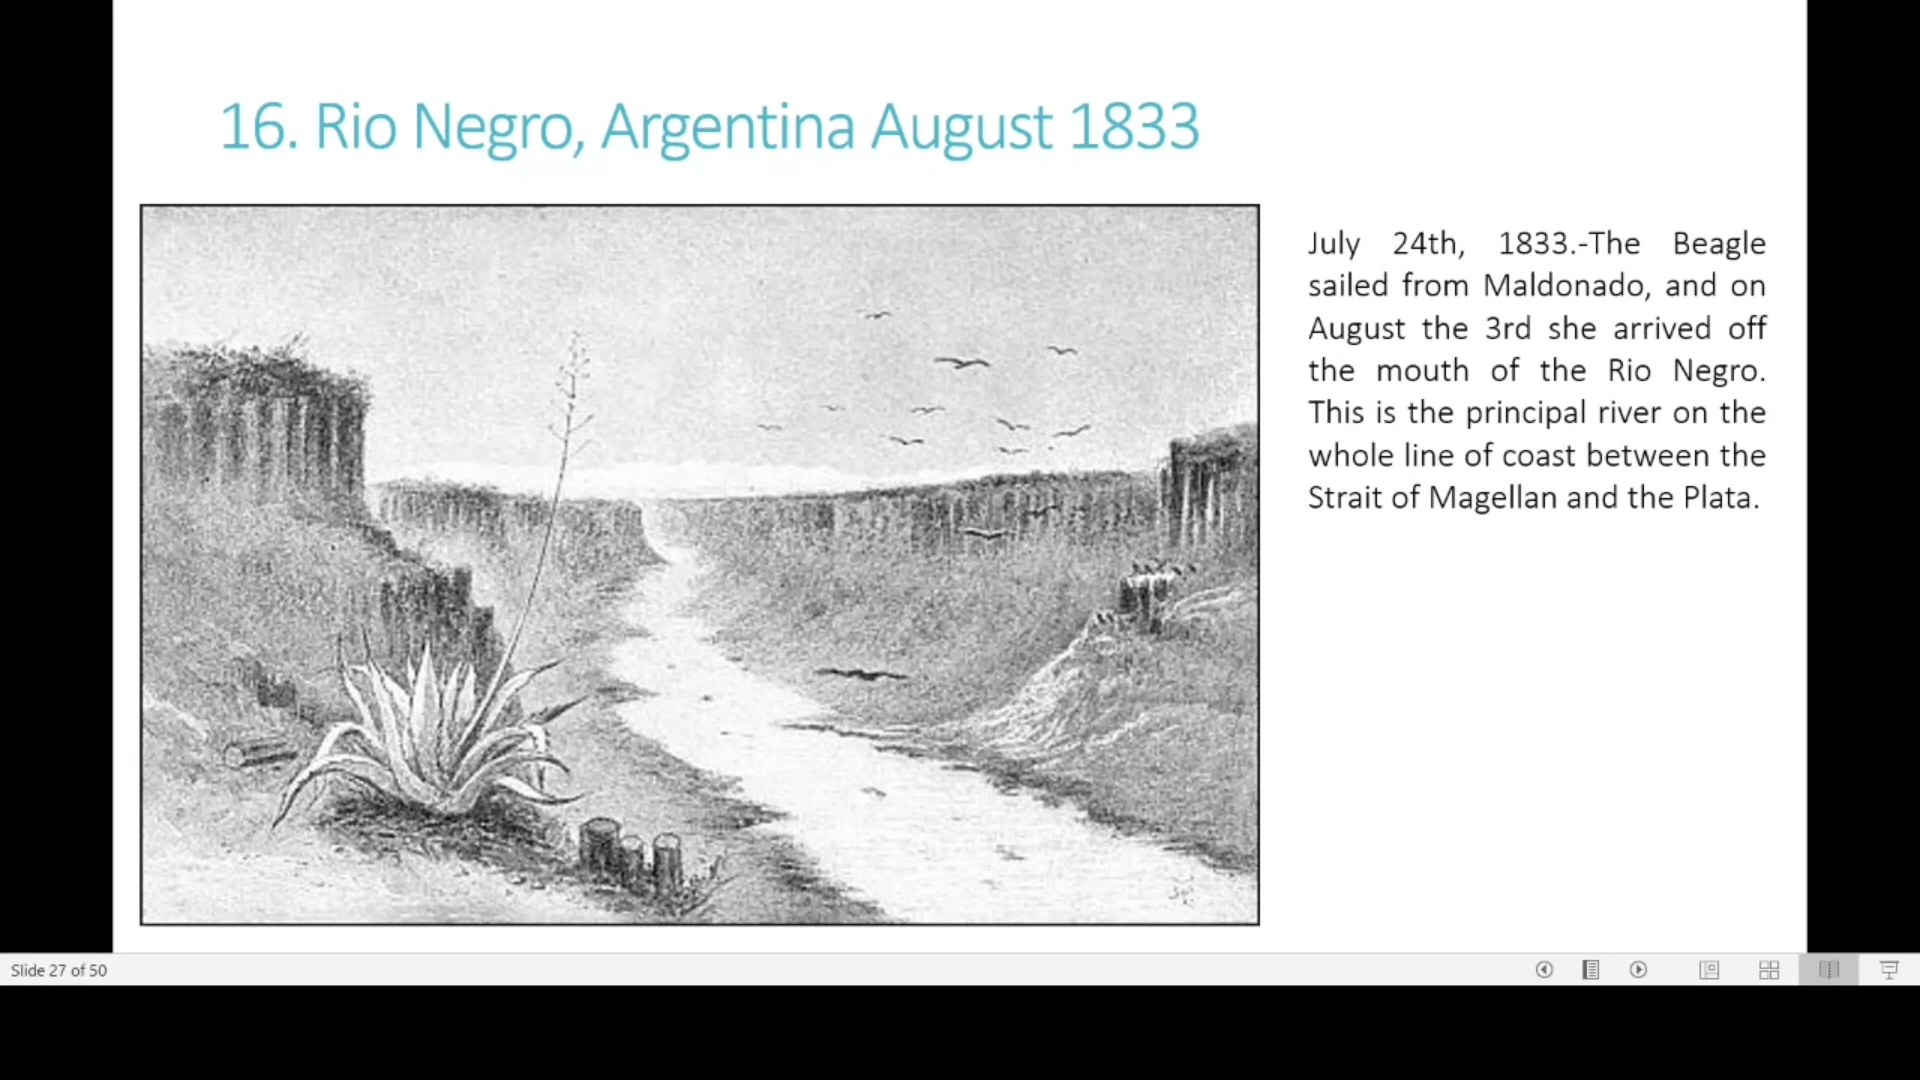 16. Rio Negro, Argentina August 1833
July 24th, 1833.-The Beagle
sailed from Maldonado, and on
August the 3rd she arrived off
the mouth of the Rio Negro.
This is the principal river on the
whole line of coast between the
Strait of Magellan and the Plata.
Slide 27 of 50